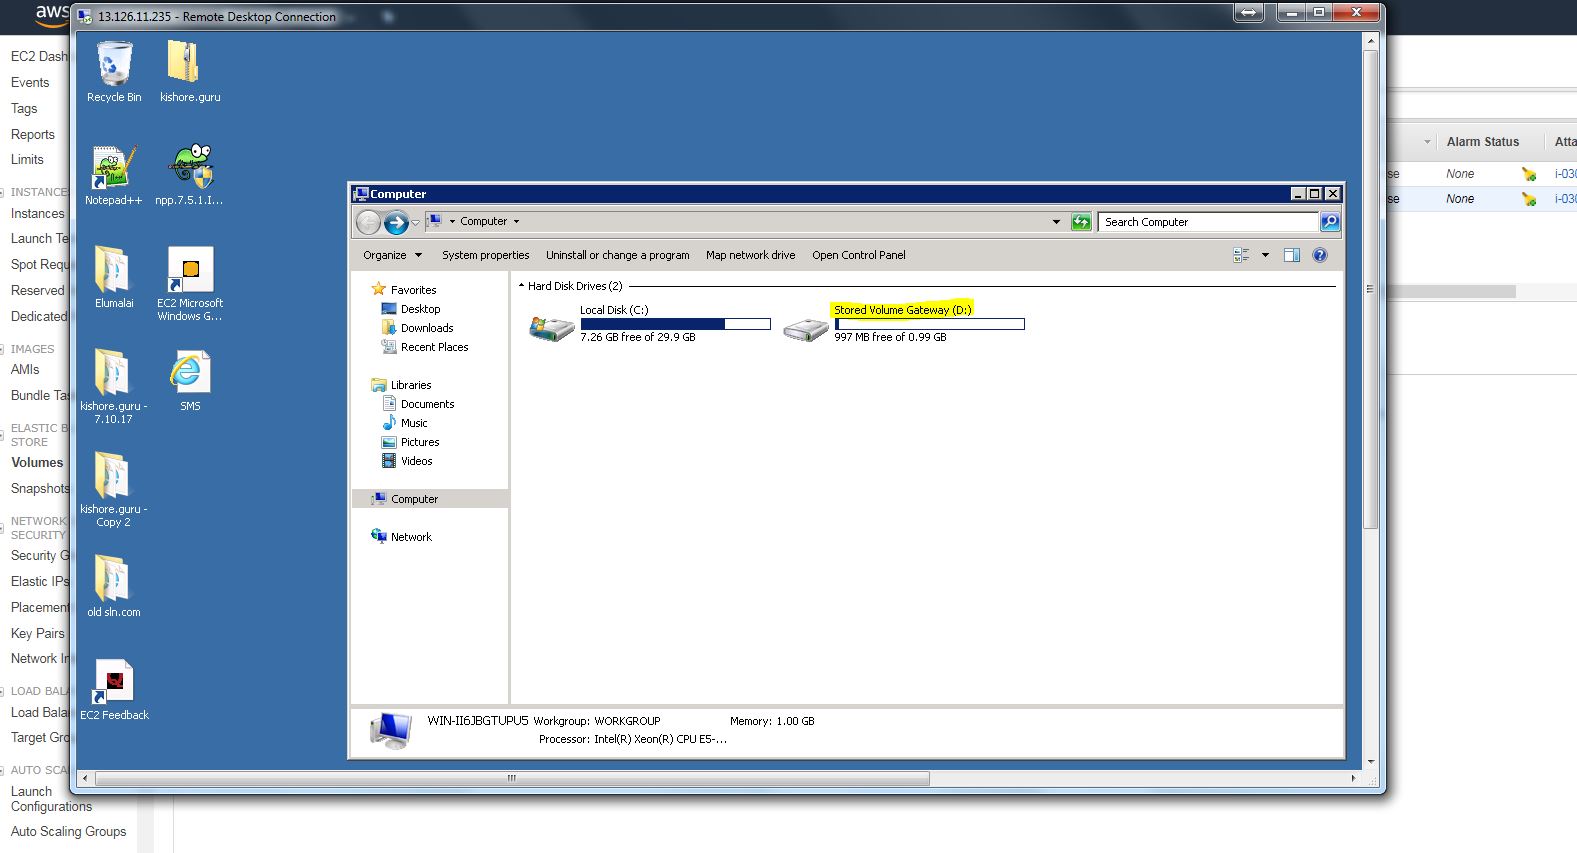 aws
13.126.11.235 - Remote Desktop Connection
EC2 Dash
Events
Tags
Reports
Limits
INSTANCES
Instances
Launch Te
Spot Requ
Reserved
Dedicated
IMAGES
AMIs
Bundle Tas
ELASTIC B
STORE
Volumes
Snapshots
NETWORK
SECURITY
Security G
Elastic IPs
Placement
Key Pairs
Network In
LOAD BALA
Load Balan
Target Gro
AUTO SCAL
Launch
Configurations
Auto Scaling Groups
Recycle Bin
kishore.guru
Notepad++
npp.7.5.1.I...
Elumalai
EC2 Microsoft
Windows G...
kishore.guru -
7.10.17
SMS
kishore.guru -
Copy 2
old sln.com
EC2 Feedback
Computer
Computer
Search Computer
Organize
System properties
Uninstall or change a program
Map network drive
Open Control Panel
Favorites
Desktop
Downloads
Recent Places
Libraries
Documents
Music
Pictures
Videos
Computer
Network
Hard Disk Drives (2)
Local Disk (C:)
7.26 GB free of 29.9 GB
Stored Volume Gateway (D:)
997 MB free of 0.99 GB
WIN-II6JBGTUPU5 Workgroup: WORKGROUP
Memory: 1.00 GB
Processor: Intel(R) Xeon(R) CPU E5-...
Alarm Status
Atta
se
None
i-030
se
None
i-030